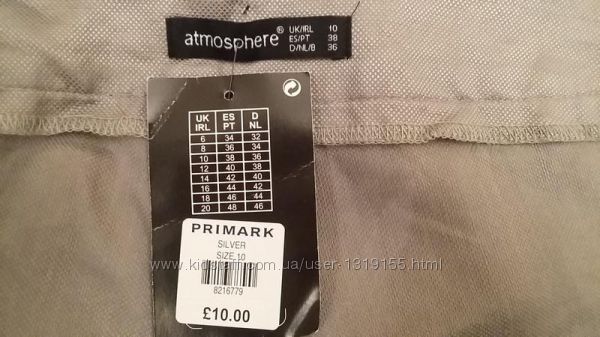 atmosphere®
UK/IRL 10
ES/PT 38
D/NL/B 36
UK ES D
IRL PT NL
6 34 32
8 36 34
10 38 36
12 40 38
14 42 40
16 44 42
18 46 44
20 48 46
PRIMARK
SILVER
SIZE 10
8216779
£10.00
www.kidstaff.com.ua/user-1319155.html